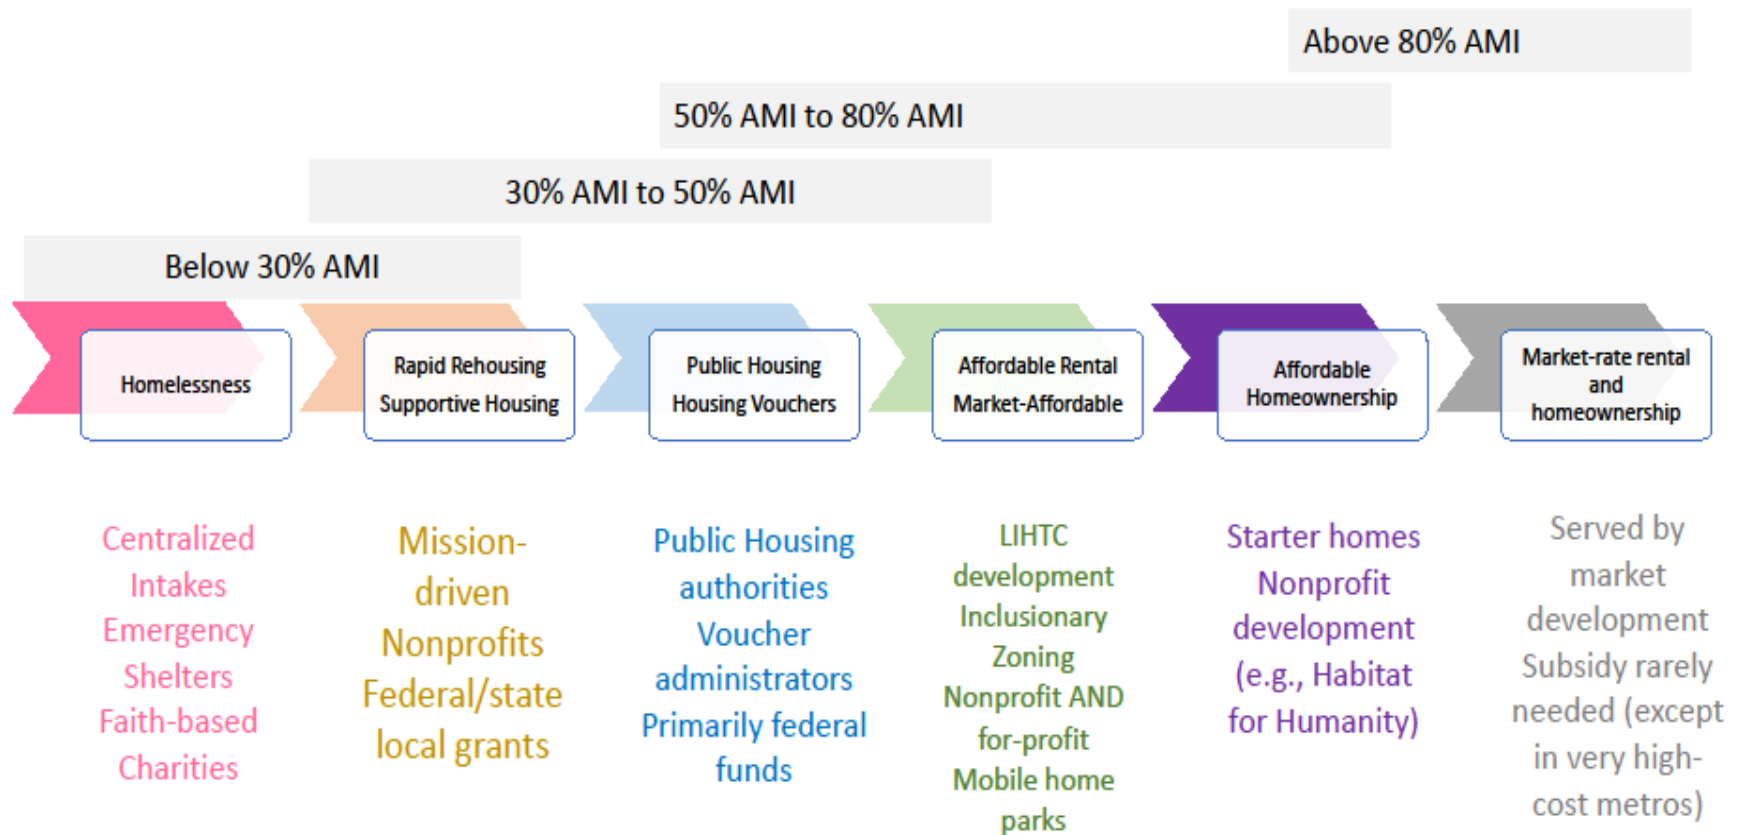 Above 80% AMI
50% AMI to 80% AMI
30% AMI to 50% AMI
Below 30% AMI
Homelessness
Rapid Rehousing
Supportive Housing
Public Housing
Housing Vouchers
Affordable Rental
Market-Affordable
Affordable
Homeownership
Market-rate rental
and
homeownership
Centralized
Intakes
Emergency
Shelters
Faith-based
Charities
Mission-
driven
Nonprofits
Federal/state
local grants
Public Housing
authorities
Voucher
administrators
Primarily federal
funds
LIHTC
development
Inclusionary
Zoning
Nonprofit AND
for-profit
Mobile home
parks
Starter homes
Nonprofit
development
(e.g., Habitat
for Humanity)
Served by
market
development
Subsidy rarely
needed (except
in very high-
cost metros)